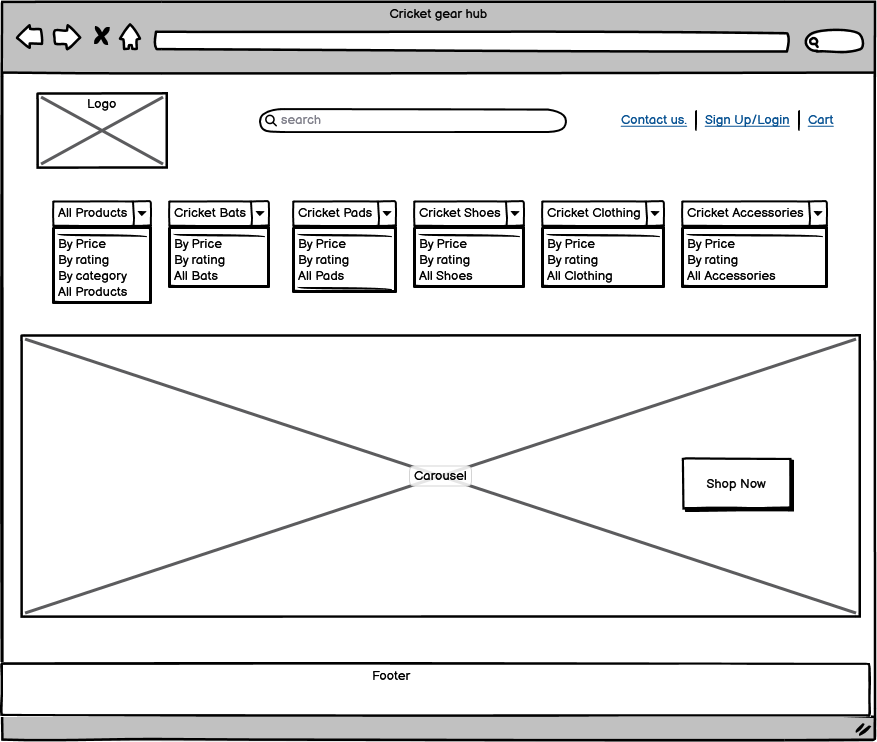 Cricket gear hub
Logo
search
Contact us.
Sign Up/Login
Cart
All Products
By Price
By rating
By category
All Products
Cricket Bats
By Price
By rating
All Bats
Cricket Pads
By Price
By rating
All Pads
Cricket Shoes
By Price
By rating
All Shoes
Cricket Clothing
By Price
By rating
All Clothing
Cricket Accessories
By Price
By rating
All Accessories
Carousel
Shop Now
Footer